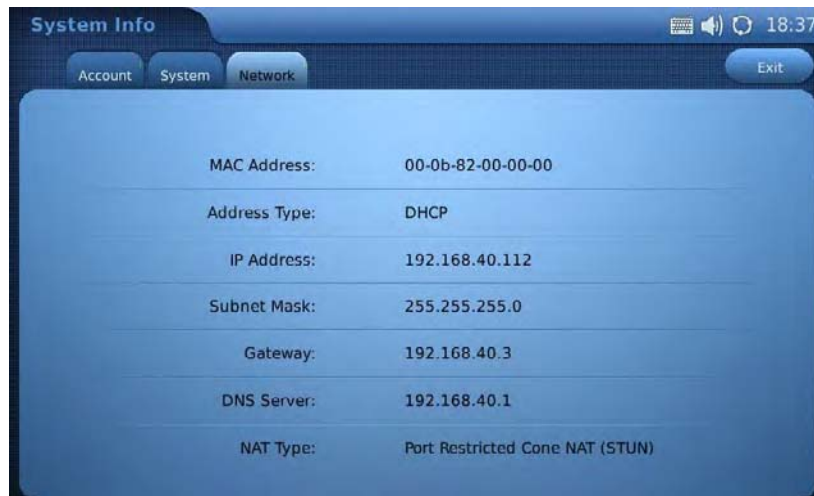 System Info
18:37
Account System Network
Exit
MAC Address: 00-0b-82-00-00-00
Address Type: DHCP
IP Address: 192.168.40.112
Subnet Mask: 255.255.255.0
Gateway: 192.168.40.3
DNS Server: 192.168.40.1
NAT Type: Port Restricted Cone NAT (STUN)